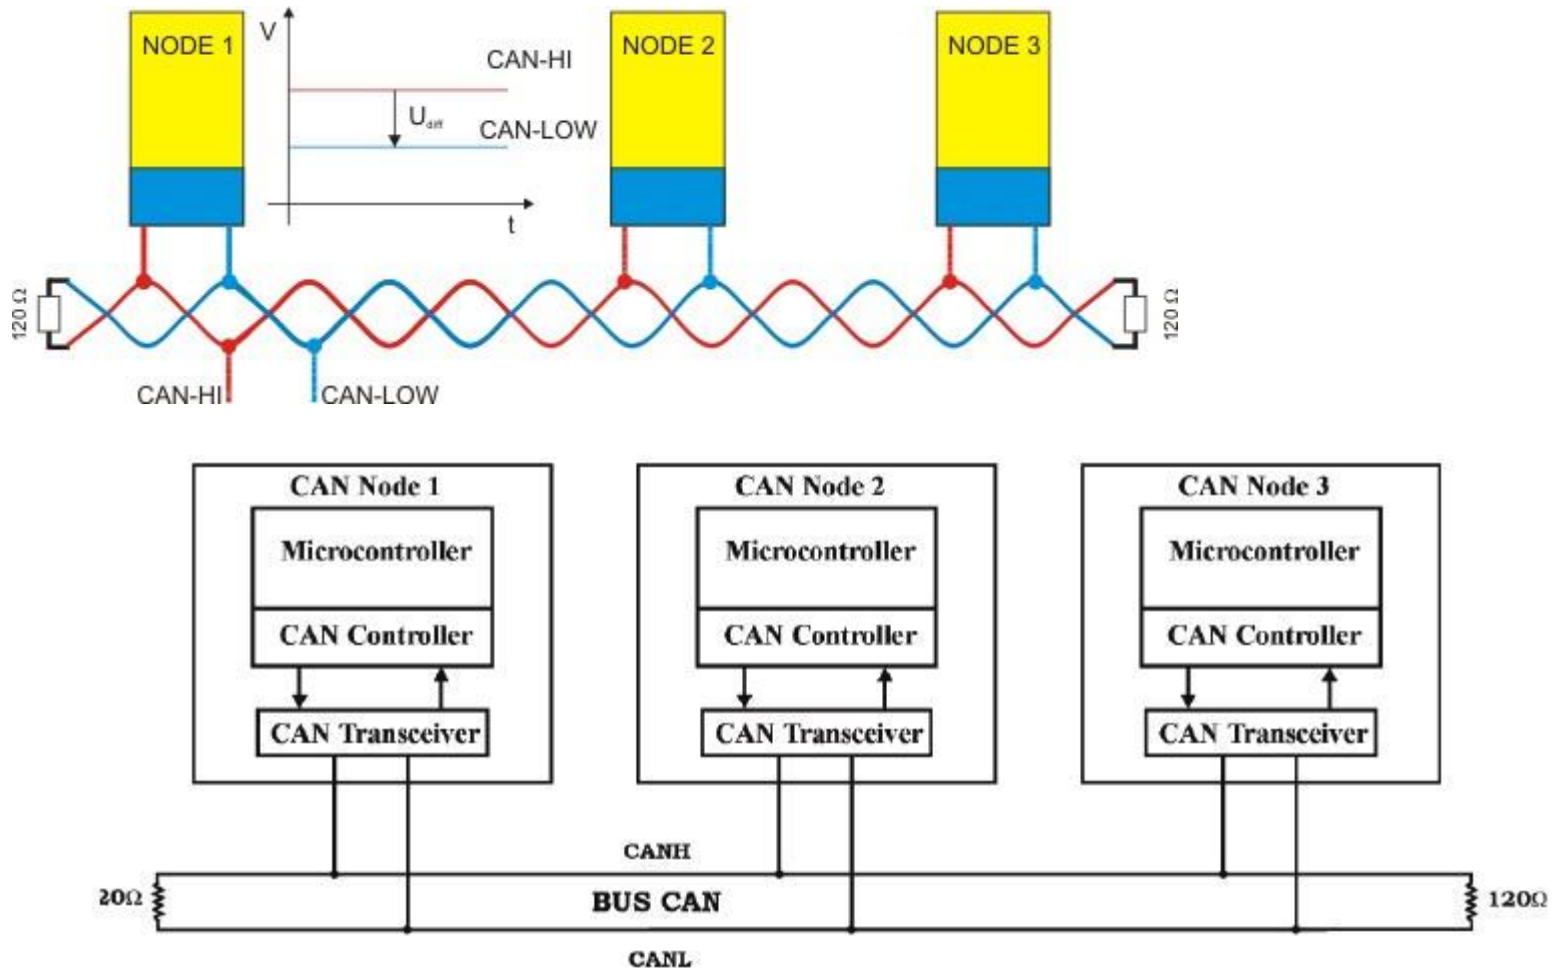 NODE 1
V
CAN-HI
U diff
CAN-LOW
t
NODE 2
NODE 3
120 Ω
120 Ω
CAN-HI
CAN-LOW
CAN Node 1
Microcontroller
CAN Controller
CAN Transceiver
CAN Node 2
Microcontroller
CAN Controller
CAN Transceiver
CAN Node 3
Microcontroller
CAN Controller
CAN Transceiver
CANH
20Ω
BUS CAN
120Ω
CANL